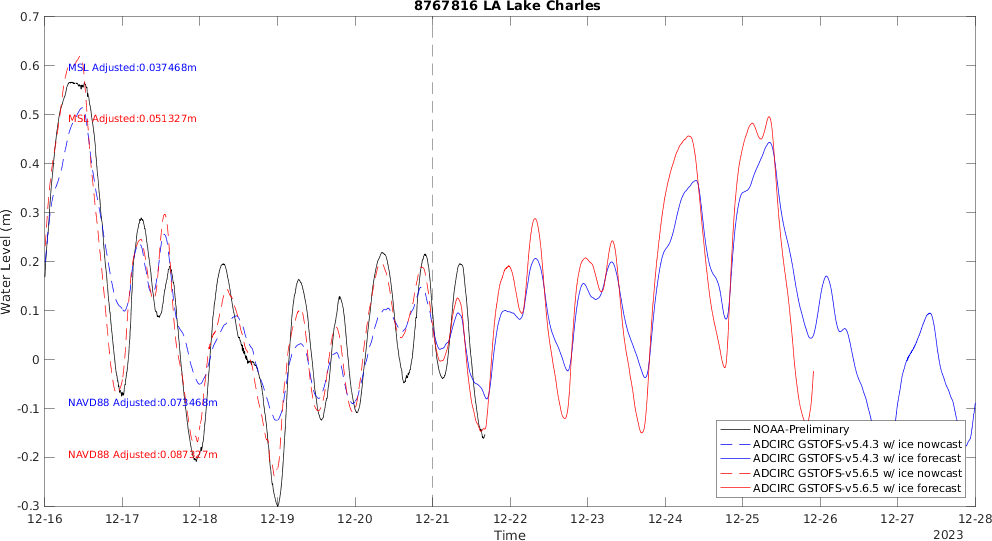 8767816 LA Lake Charles
0.7
0.6
0.5
0.4
0.3
0.2
0.1
0
-0.1
-0.2
-0.3
Water Level (m)
MSL Adjusted:0.037468m
MSL Adjusted:0.051327m
NAVD88 Adjusted:0.073468m
NAVD88 Adjusted:0.087327m
NOAA-Preliminary
ADCIRC GSTOFS-v5.4.3 w/ ice nowcast
ADCIRC GSTOFS-v5.4.3 w/ ice forecast
ADCIRC GSTOFS-v5.6.5 w/ ice nowcast
ADCIRC GSTOFS-v5.6.5 w/ ice forecast
12-16 12-17 12-18 12-19 12-20 12-21 12-22 12-23 12-24 12-25 12-26 12-27 12-28
Time
2023